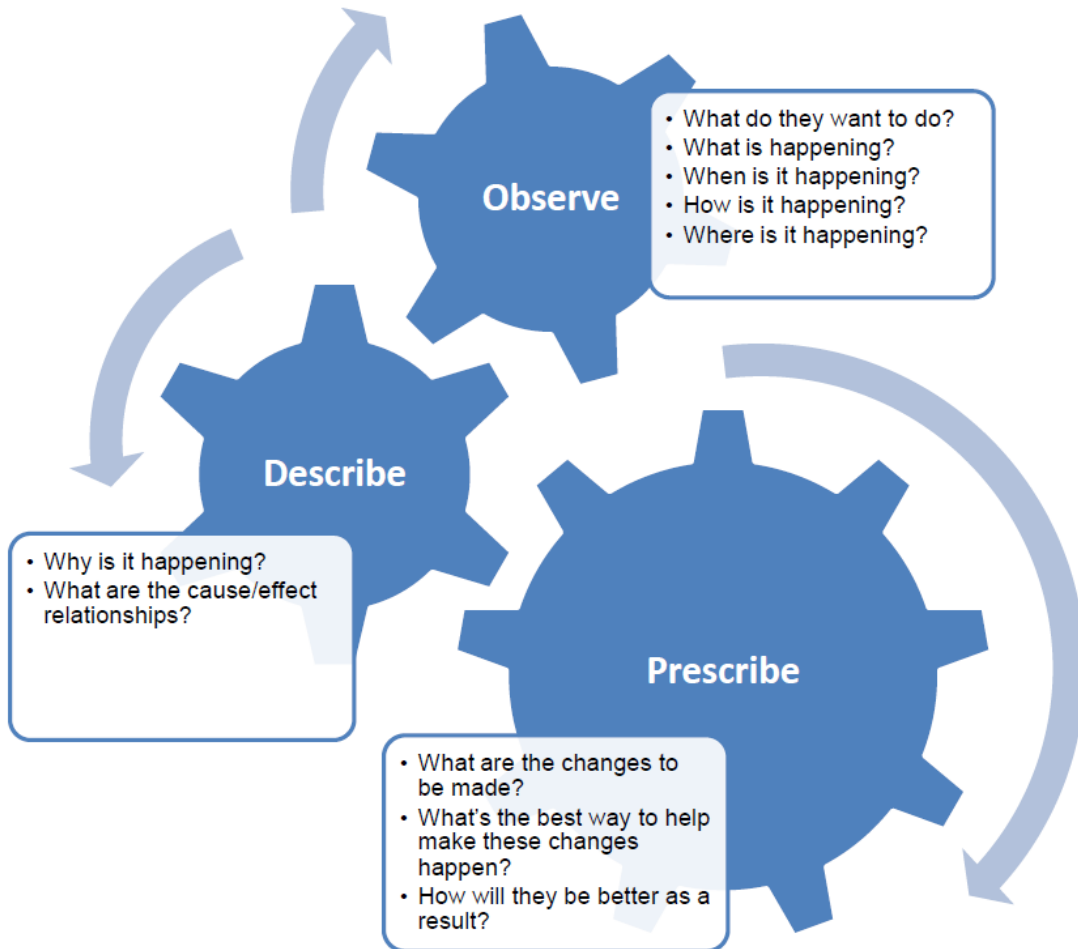 Observe
• What do they want to do?
• What is happening?
• When is it happening?
• How is it happening?
• Where is it happening?
Describe
• Why is it happening?
• What are the cause/effect
relationships?
Prescribe
• What are the changes to
be made?
• What's the best way to help
make these changes
happen?
• How will they be better as a
result?